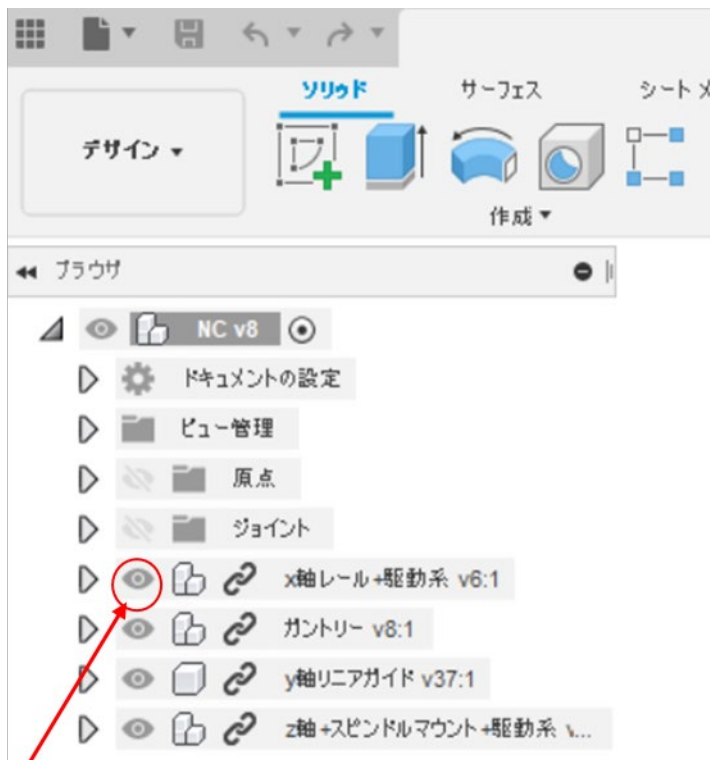 ソリッド サーフェス シート メ
デザイン
作成
ブラウザ
NC v8
ドキュメントの設定
ビュー管理
原点
ジョイント
x軸レール+駆動系 v6:1
ガントリー v8:1
y軸リニアガイド v37:1
z軸+スピンドルマウント+駆動系 v...